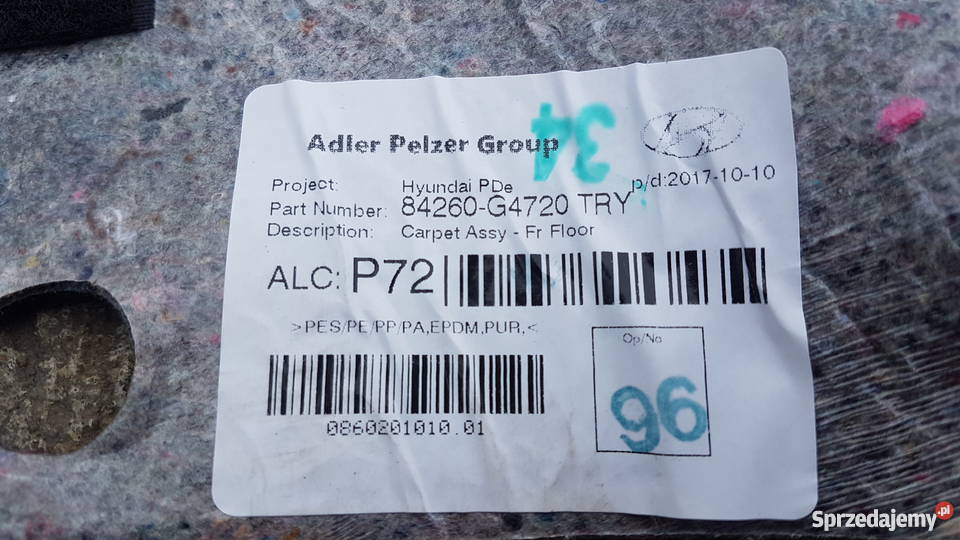 34
Adler Pelzer Group
Project: Hyundai PDe p/d:2017-10-10
Part Number: 84260-G4720 TRY
Description: Carpet Assy - Fr Floor
ALC: P72
>PES/PE/PP/PA,EPDM,PUR,<
Op/No
96
0860201010.01
Sprzedajemy.pl